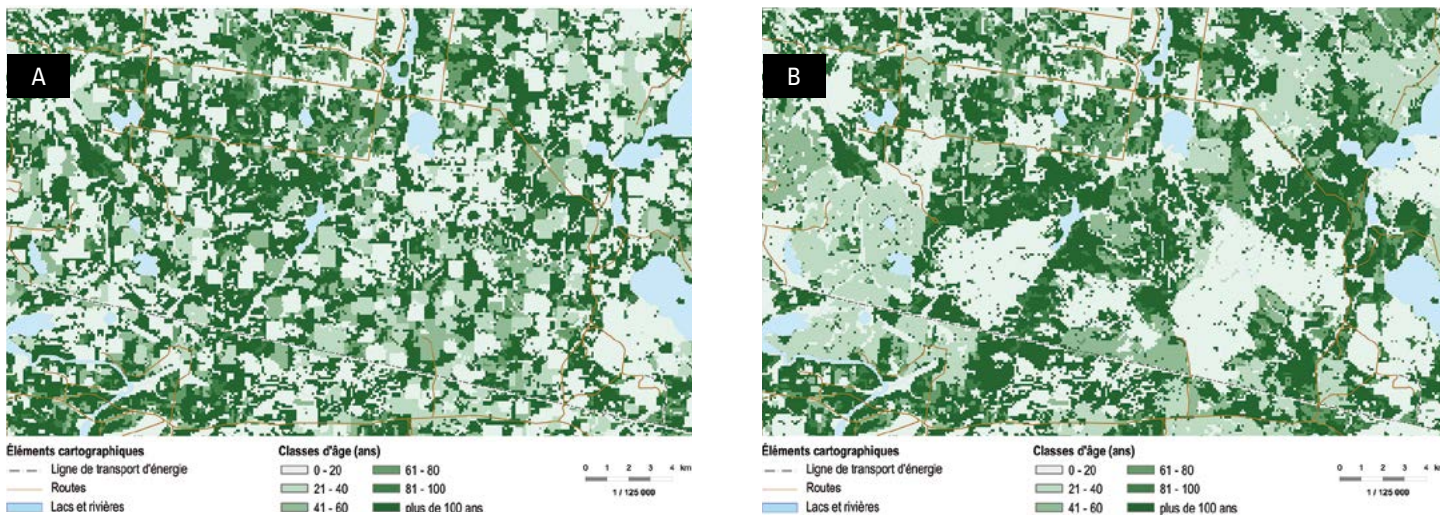 A
B
Éléments cartographiques
Ligne de transport d'énergie
Routes
Lacs et rivières
Classes d'âge (ans)
0 - 20
21 - 40
41 - 60
61 - 80
81 - 100
plus de 100 ans
0 1 2 3 4 km
1 / 125 000
Éléments cartographiques
Ligne de transport d'énergie
Routes
Lacs et rivières
Classes d'âge (ans)
0 - 20
21 - 40
41 - 60
61 - 80
81 - 100
plus de 100 ans
0 1 2 3 4 km
1 / 125 000